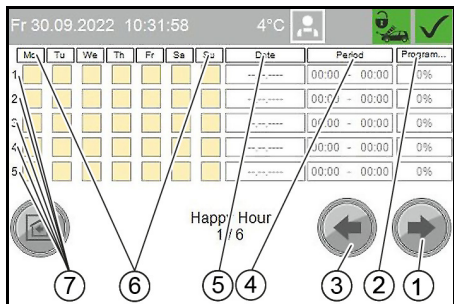 Fr 30.09.2022 10:31:58 4°C
Mo Tu We Th Fr Sa Su Date Period Program...
1 --.--.---- 00:00 - 00:00 0%
2 --.--.---- 00:00 - 00:00 0%
3 --.--.---- 00:00 - 00:00 0%
4 --.--.---- 00:00 - 00:00 0%
5 --.--.---- 00:00 - 00:00 0%
Happy Hour
1 / 6
7 6 5 4 3 2 1